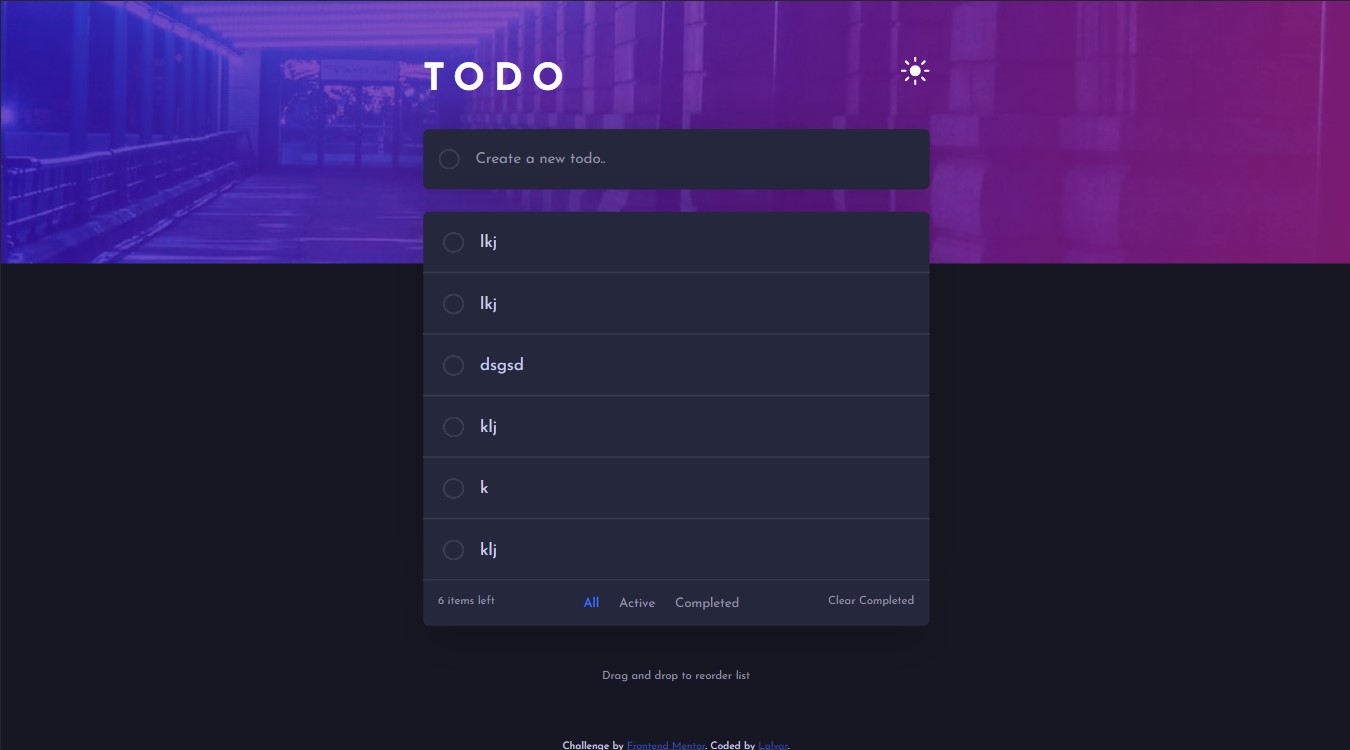 TODO
Create a new todo..
lkj
lkj
dsgsd
klj
k
klj
6 items left
All
Active
Completed
Clear Completed
Drag and drop to reorder list
Challenge by Frontend Mentor. Coded by Lalvar.